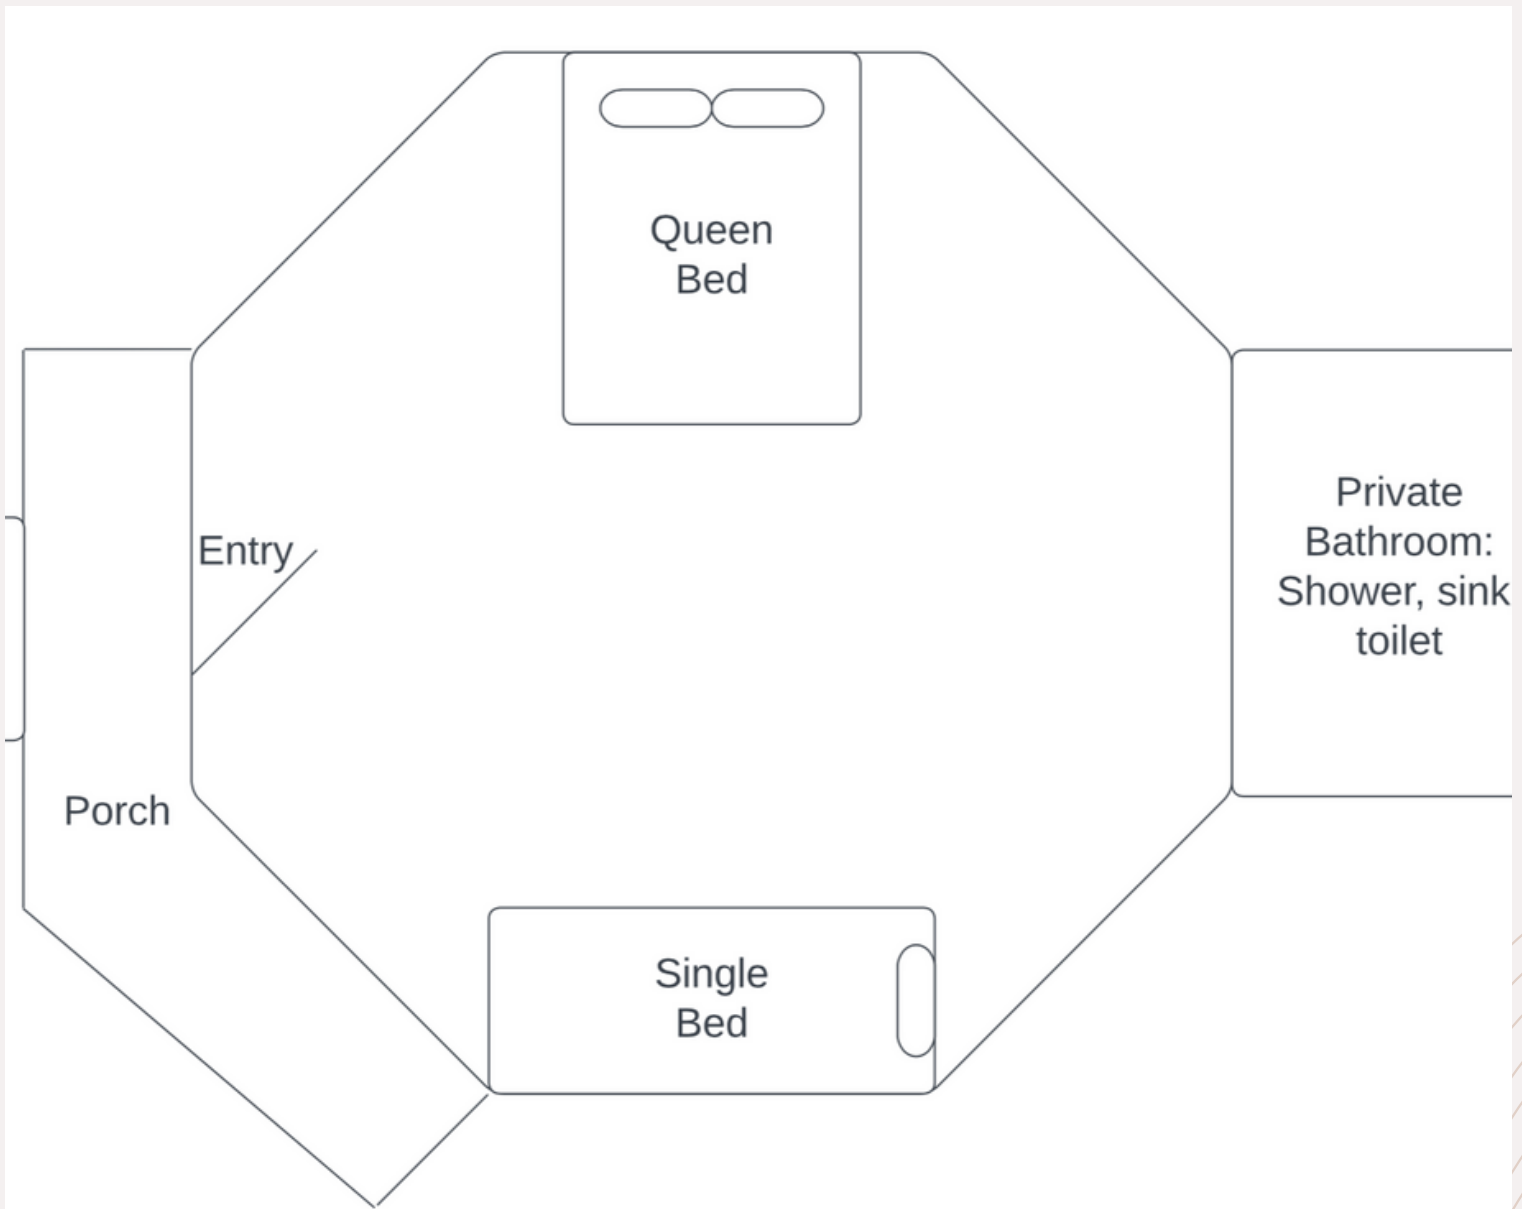 Queen
Bed
Entry
Private
Bathroom:
Shower, sink
toilet
Porch
Single
Bed